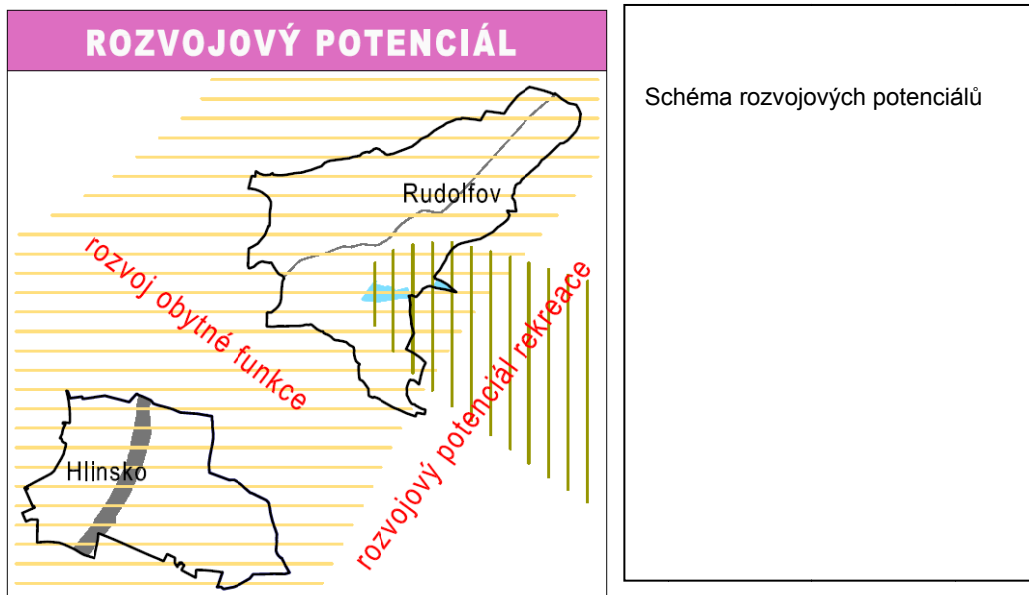 ROZVOJOVÝ POTENCIÁL
Rudolfov
rozvoj obytné funkce
rozvojový potenciál rekreace
Hlinsko
Schéma rozvojových potenciálů